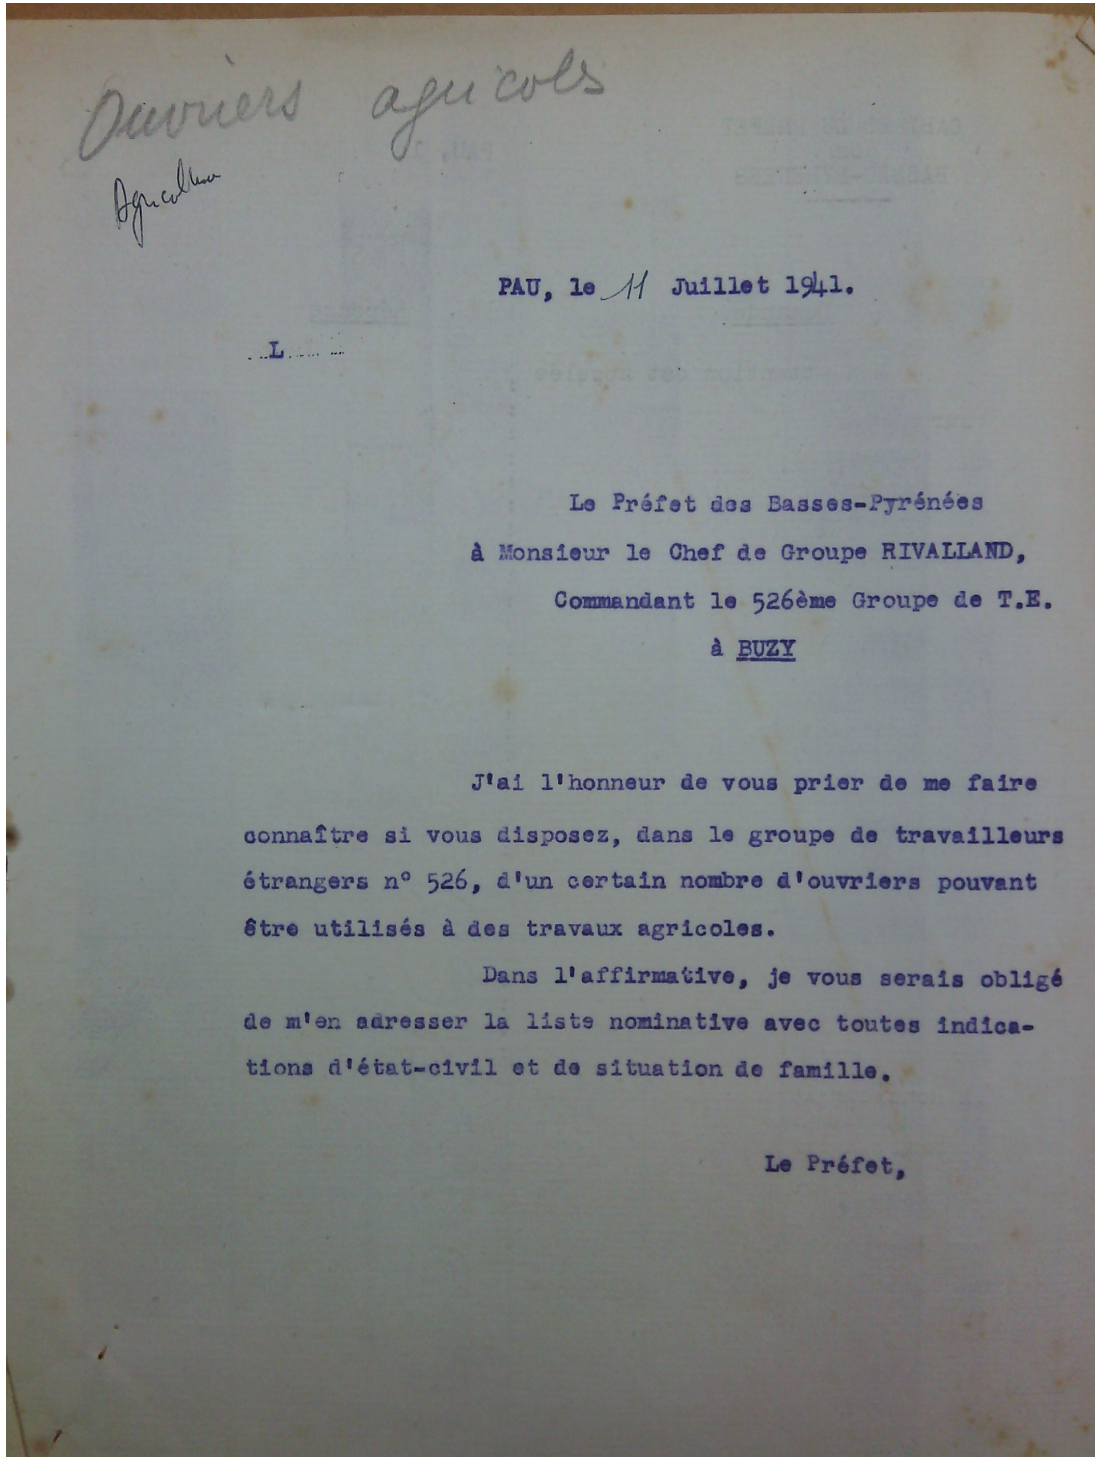 Ouvriers agricols
Agriculture
PAU, le 11 Juillet 1941.
L
Le Préfet des Basses-Pyrénées
à Monsieur le Chef de Groupe RIVALLAND,
Commandant le 526ème Groupe de T.E.
à BUZY
J'ai l'honneur de vous prier de me faire
connaître si vous disposez, dans le groupe de travailleurs
étrangers n° 526, d'un certain nombre d'ouvriers pouvant
être utilisés à des travaux agricoles.
Dans l'affirmative, je vous serais obligé
de m'en adresser la liste nominative avec toutes indica-
tions d'état-civil et de situation de famille.
Le Préfet,